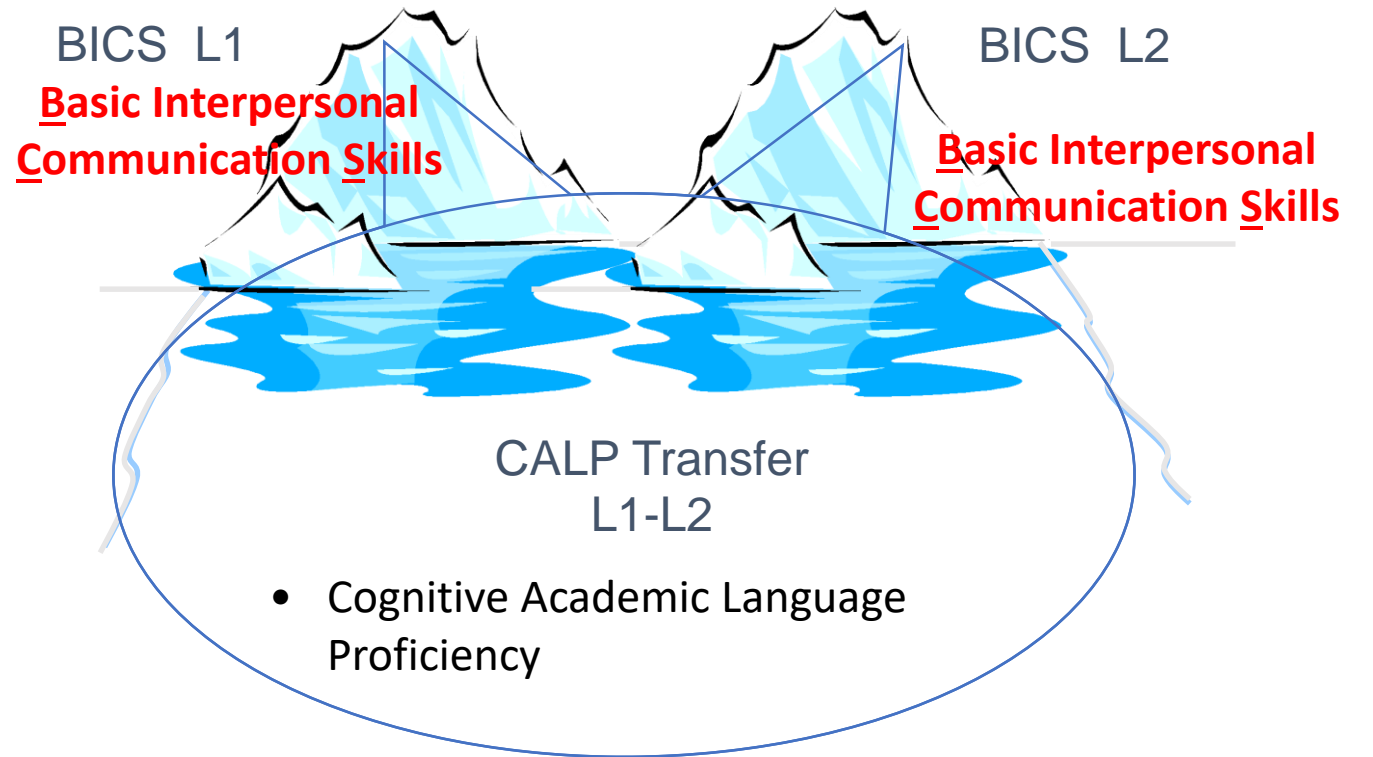 BICS L1
Basic Interpersonal
Communication Skills
BICS L2
Basic Interpersonal
Communication Skills
CALP Transfer
L1-L2
• Cognitive Academic Language
Proficiency